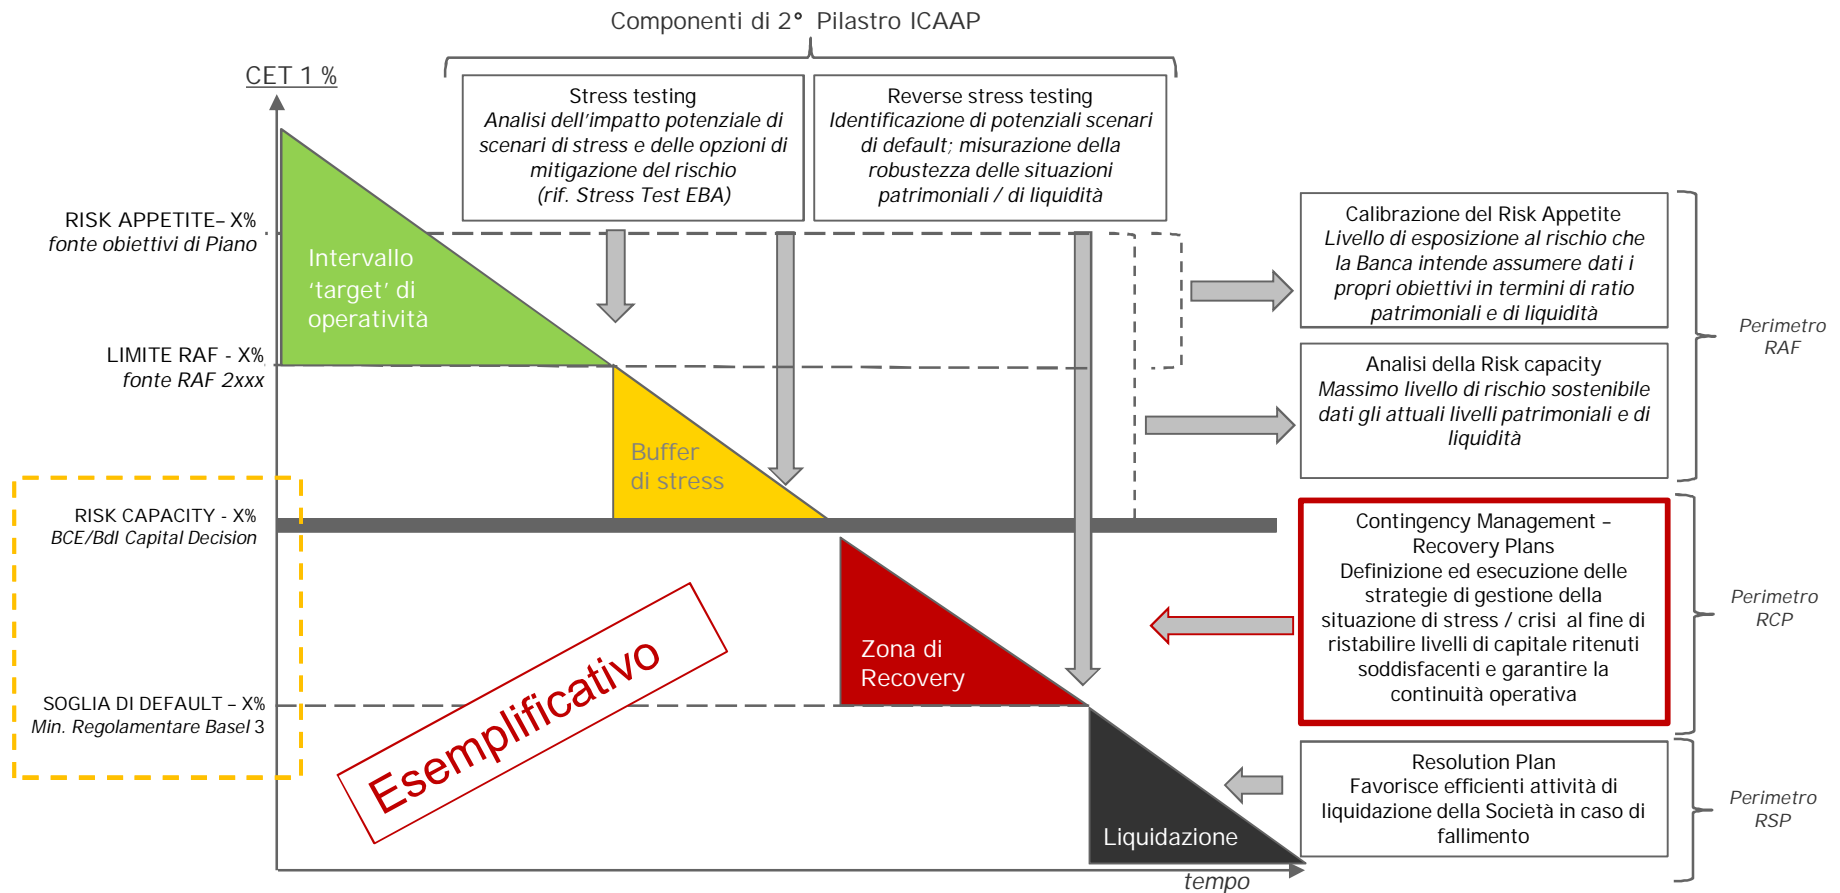 Componenti di 2° Pilastro ICAAP
CET 1 %
Stress testing
Analisi dell'impatto potenziale di
scenari di stress e delle opzioni di
mitigazione del rischio
(rif. Stress Test EBA)
Reverse stress testing
Identificazione di potenziali scenari
di default; misurazione della
robustezza delle situazioni
patrimoniali / di liquidità
RISK APPETITE– X%
fonte obiettivi di Piano
LIMITE RAF - X%
fonte RAF 2xxx
RISK CAPACITY - X%
BCE/BdI Capital Decision
SOGLIA DI DEFAULT – X%
Min. Regolamentare Basel 3
Intervallo
‘target’ di
operatività
Buffer
di stress
Zona di
Recovery
Liquidazione
Esemplificativo
tempo
Calibrazione del Risk Appetite
Livello di esposizione al rischio che
la Banca intende assumere dati i
propri obiettivi in termini di ratio
patrimoniali e di liquidità
Analisi della Risk capacity
Massimo livello di rischio sostenibile
dati gli attuali livelli patrimoniali e di
liquidità
Perimetro
RAF
Contingency Management –
Recovery Plans
Definizione ed esecuzione delle
strategie di gestione della
situazione di stress / crisi al fine di
ristabilire livelli di capitale ritenuti
soddisfacenti e garantire la
continuità operativa
Perimetro
RCP
Resolution Plan
Favorisce efficienti attività di
liquidazione della Società in caso di
fallimento
Perimetro
RSP